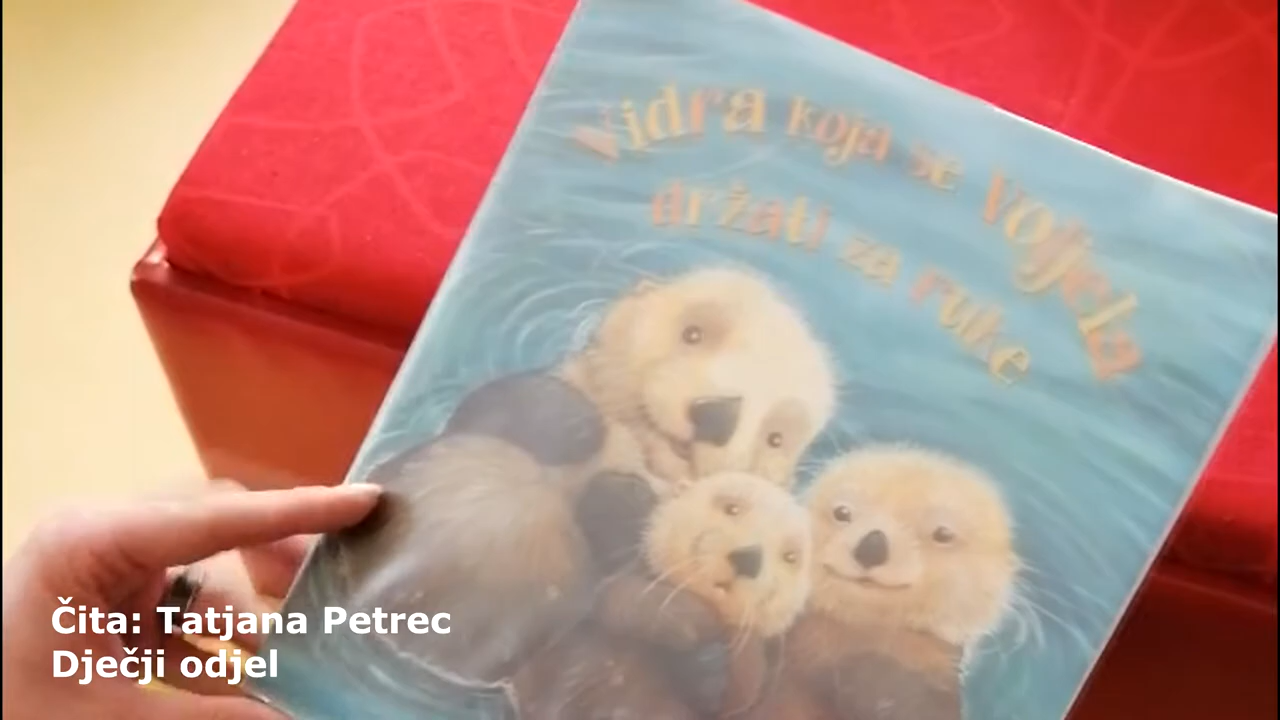 Vidra koja se voljela
držati za ruke
Čita: Tatjana Petrec
Dječji odjel